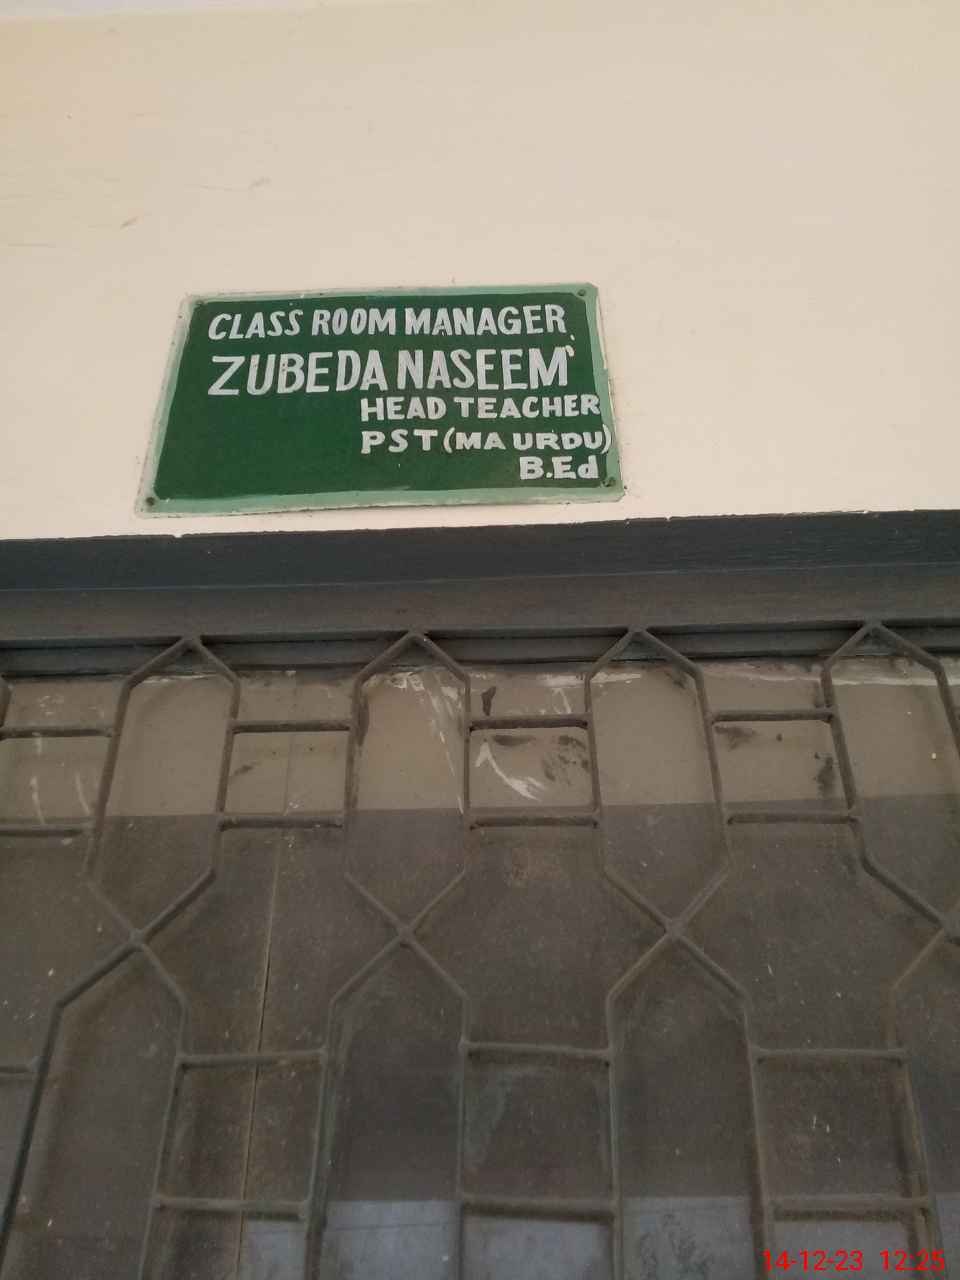 CLASS ROOM MANAGER
ZUBEDA NASEEM
HEAD TEACHER
PST (MA URDU)
B.Ed
14-12-23 12:25